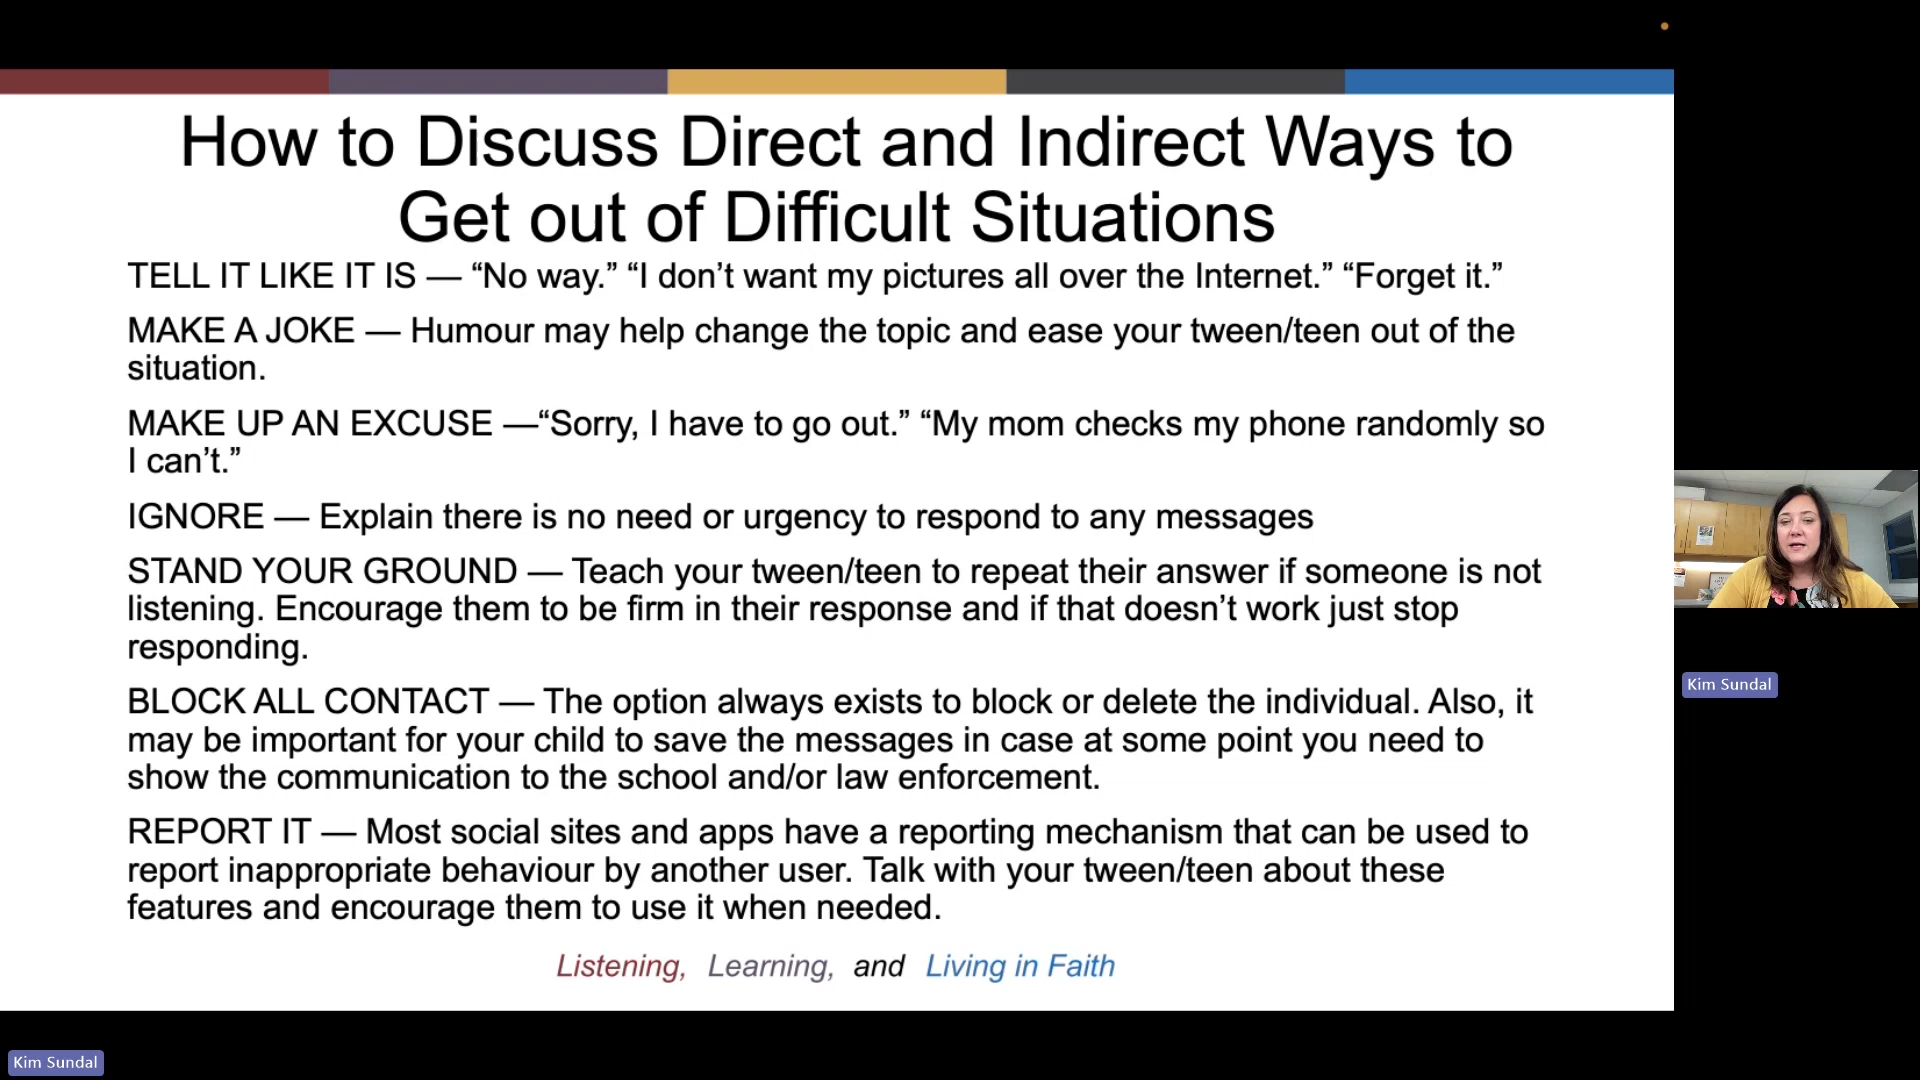 How to Discuss Direct and Indirect Ways to
Get out of Difficult Situations
TELL IT LIKE IT IS — “No way.” “I don’t want my pictures all over the Internet.” “Forget it.”
MAKE A JOKE — Humour may help change the topic and ease your tween/teen out of the
situation.
MAKE UP AN EXCUSE —“Sorry, I have to go out.” “My mom checks my phone randomly so
I can’t.”
IGNORE — Explain there is no need or urgency to respond to any messages
STAND YOUR GROUND — Teach your tween/teen to repeat their answer if someone is not
listening. Encourage them to be firm in their response and if that doesn’t work just stop
responding.
BLOCK ALL CONTACT — The option always exists to block or delete the individual. Also, it
may be important for your child to save the messages in case at some point you need to
show the communication to the school and/or law enforcement.
REPORT IT — Most social sites and apps have a reporting mechanism that can be used to
report inappropriate behaviour by another user. Talk with your tween/teen about these
features and encourage them to use it when needed.
Listening, Learning, and Living in Faith
Kim Sundal
Kim Sundal